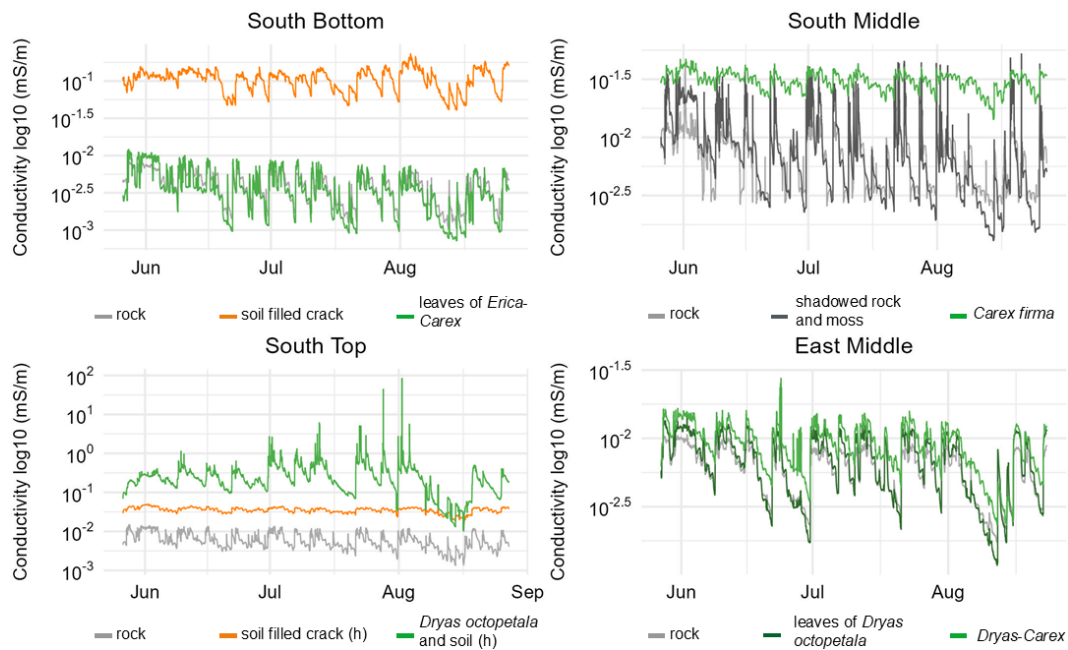 South Bottom
Conductivity log10 (mS/m)
10^-1
10^-1.5
10^-2
10^-2.5
10^-3
Jun Jul Aug
rock soil filled crack leaves of Erica-
Carex
South Middle
Conductivity log10 (mS/m)
10^-1.5
10^-2
10^-2.5
Jun Jul Aug
rock shadowed rock
and moss Carex firma
South Top
Conductivity log10 (mS/m)
10^2
10^1
10^0
10^-1
10^-2
10^-3
Jun Jul Aug Sep
rock soil filled crack (h) Dryas octopetala
and soil (h)
East Middle
Conductivity log10 (mS/m)
10^-1.5
10^-2
10^-2.5
Jun Jul Aug
rock leaves of Dryas
octopetala Dryas-Carex